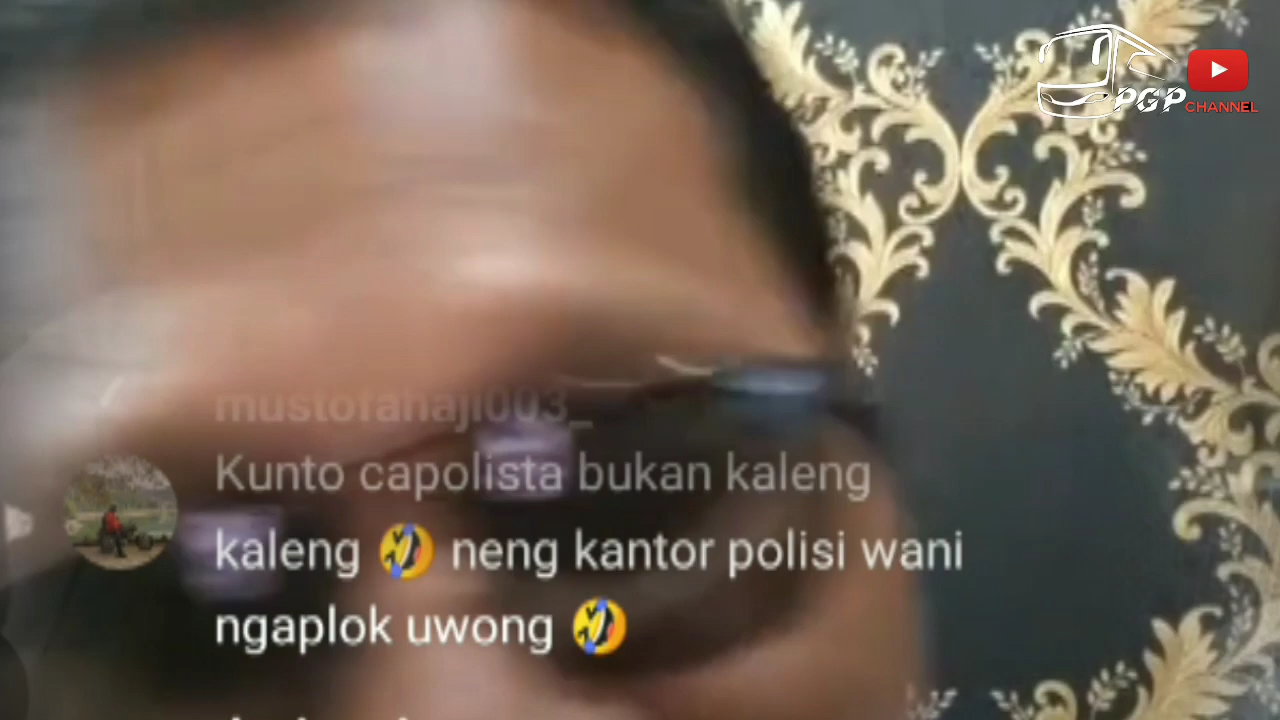 PGP
CHANNEL
mustofahaji003_
Kunto capolista bukan kaleng
kaleng 🤣 neng kantor polisi wani
ngaplok uwong 🤣